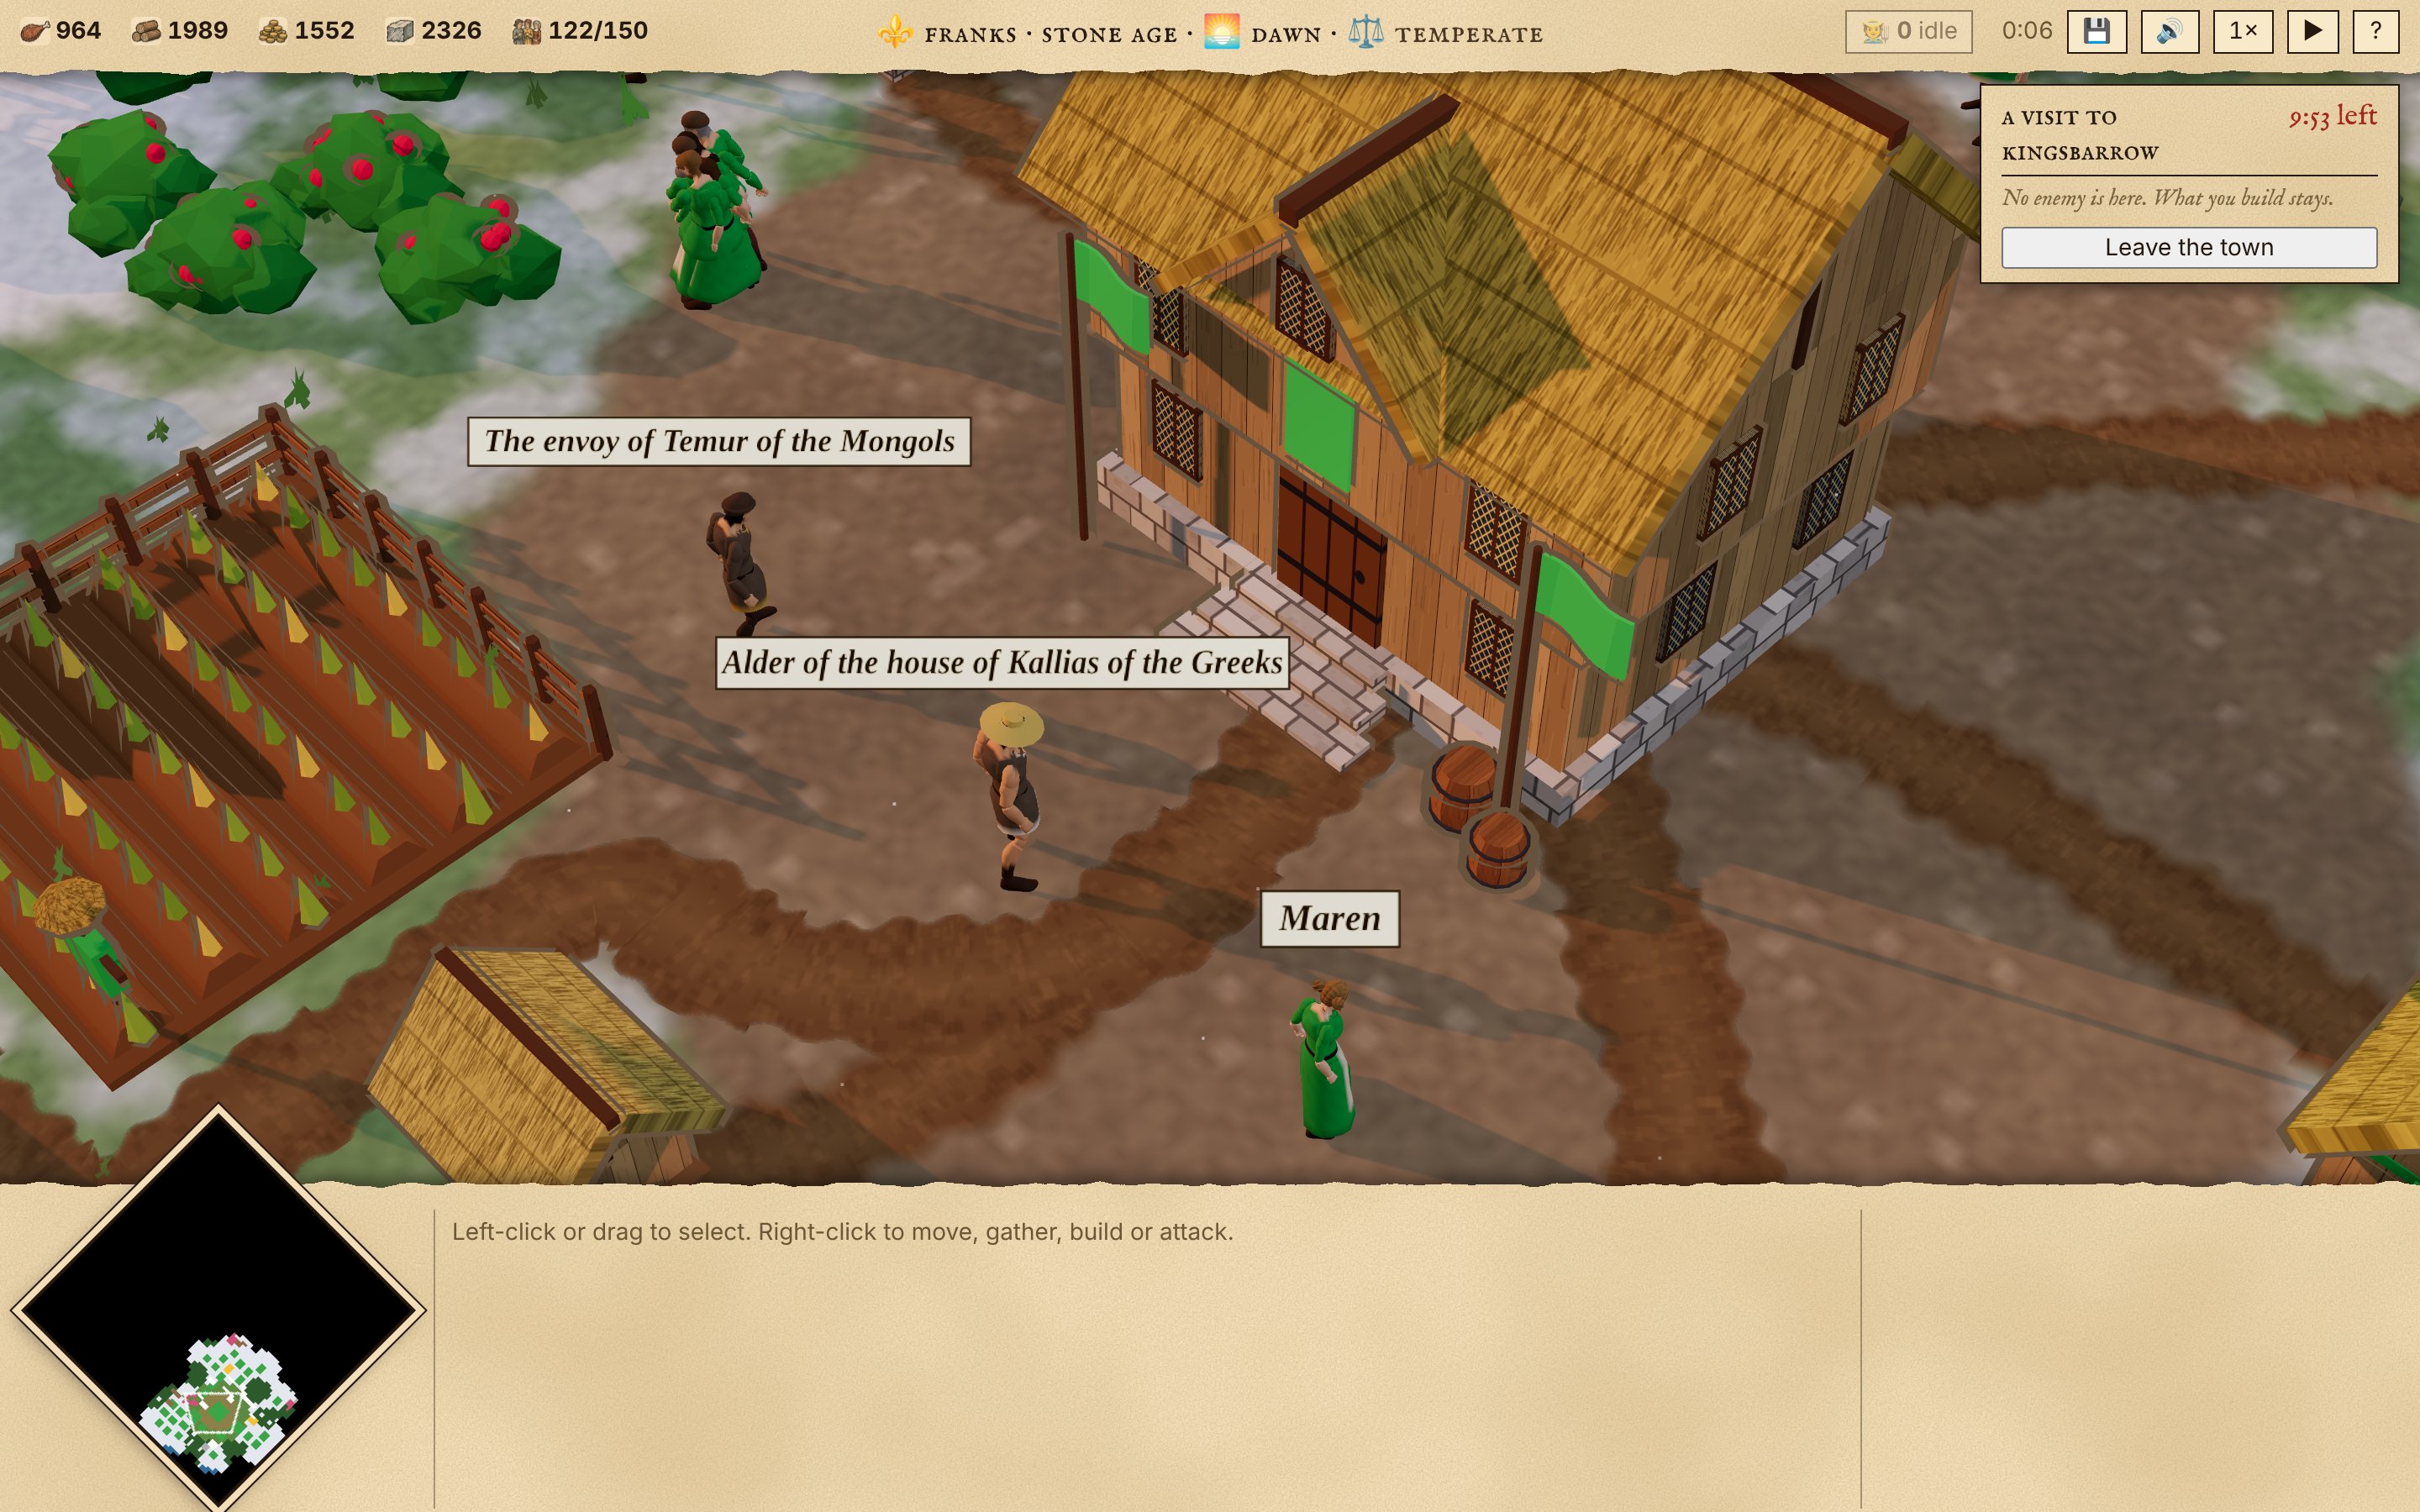 964 1989 1552 2326 122/150
FRANKS · STONE AGE · DAWN · TEMPERATE
0 idle 0:06 1× ?
A VISIT TO KINGSBARROW 9:53 left
No enemy is here. What you build stays.
Leave the town
The envoy of Temur of the Mongols
Alder of the house of Kallias of the Greeks
Maren
Left-click or drag to select. Right-click to move, gather, build or attack.